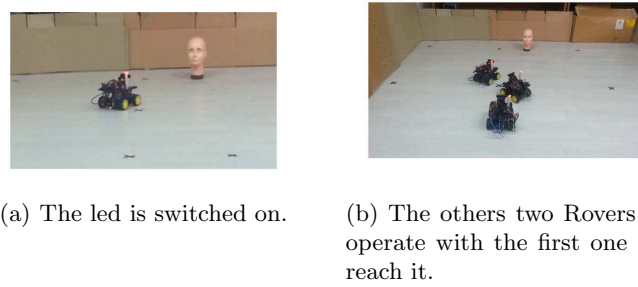 (a) The led is switched on.
(b) The others two Rovers
operate with the first one
reach it.